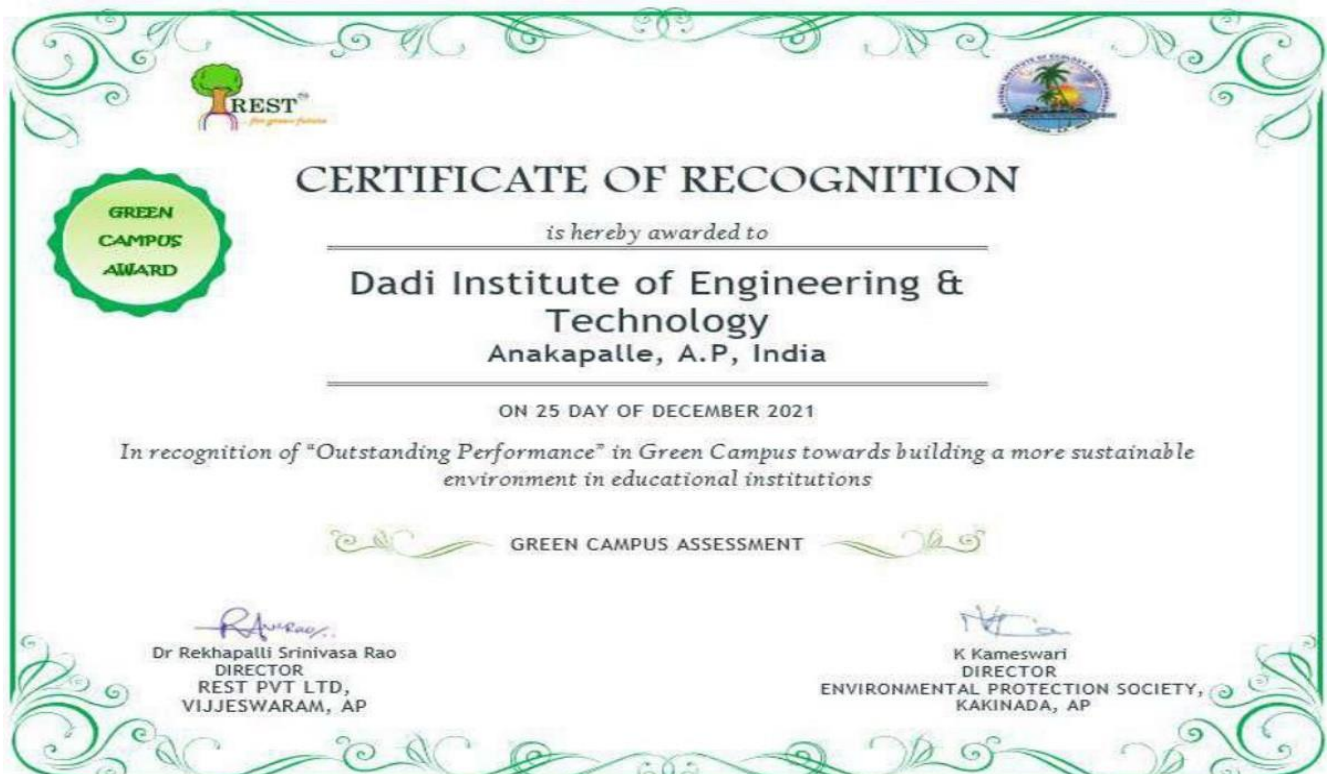 REST
for green future
CERTIFICATE OF RECOGNITION
GREEN
CAMPUS
AWARD
is hereby awarded to
Dadi Institute of Engineering &
Technology
Anakapalle, A.P, India
ON 25 DAY OF DECEMBER 2021
In recognition of "Outstanding Performance" in Green Campus towards building a more sustainable
environment in educational institutions
GREEN CAMPUS ASSESSMENT
Dr Rekhapalli Srinivasa Rao
DIRECTOR
REST PVT LTD,
VIJJESWARAM, AP
K Kameswari
DIRECTOR
ENVIRONMENTAL PROTECTION SOCIETY,
KAKINADA, AP